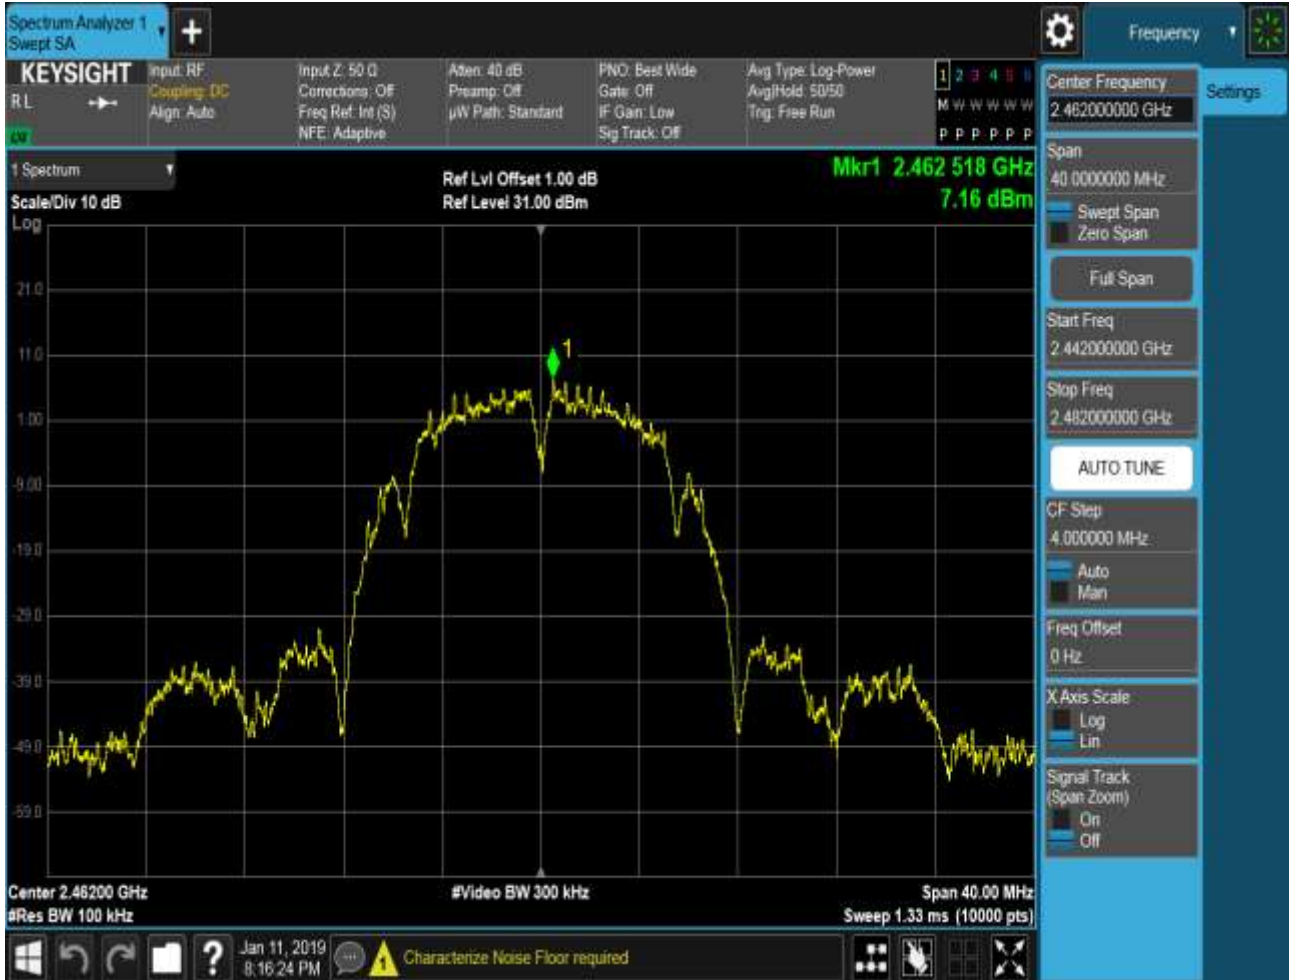 Spectrum Analyzer 1
Swept SA
Frequency
KEYSIGHT
R L
Input: RF
Coupling: DC
Align: Auto
Input Z: 50 Ω
Corrections: Off
Freq Ref: Int (S)
NFE: Adaptive
Atten: 40 dB
Preamp: Off
µW Path: Standard
PNO: Best Wide
Gate: Off
IF Gain: Low
Sig Track: Off
Avg Type: Log-Power
Avg|Hold: 50/50
Trig: Free Run
1 2 3 4 5 6
M W W W W W
P P P P P P
1 Spectrum
Scale/Div 10 dB
Log
Ref Lvl Offset 1.00 dB
Ref Level 31.00 dBm
Mkr1 2.462 518 GHz
7.16 dBm
21.0
11.0
1.00
-9.00
-19.0
-29.0
-39.0
-49.0
-59.0
1
Center 2.46200 GHz
#Res BW 100 kHz
#Video BW 300 kHz
Span 40.00 MHz
Sweep 1.33 ms (10000 pts)
Center Frequency
2.462000000 GHz
Settings
Span
40.0000000 MHz
Swept Span
Zero Span
Full Span
Start Freq
2.442000000 GHz
Stop Freq
2.482000000 GHz
AUTO TUNE
CF Step
4.000000 MHz
Auto
Man
Freq Offset
0 Hz
X Axis Scale
Log
Lin
Signal Track
(Span Zoom)
On
Off
?
Jan 11, 2019
8:16:24 PM
1
Characterize Noise Floor required